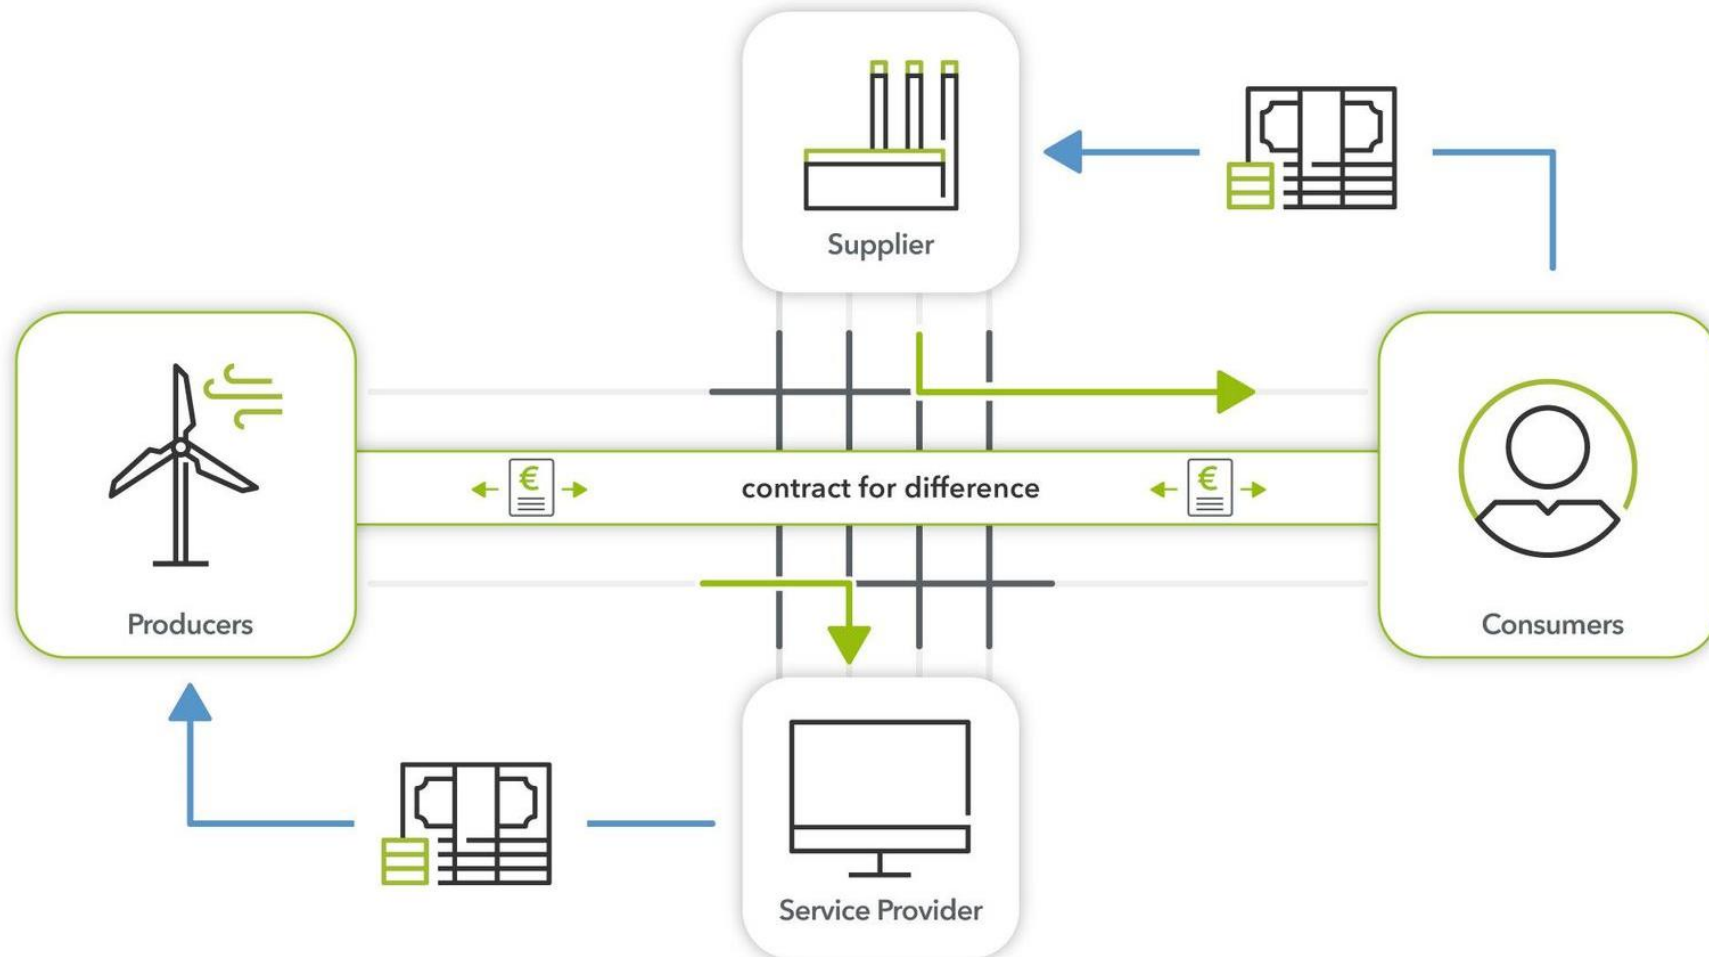 Supplier
€
contract for difference
€
Producers
Consumers
Service Provider